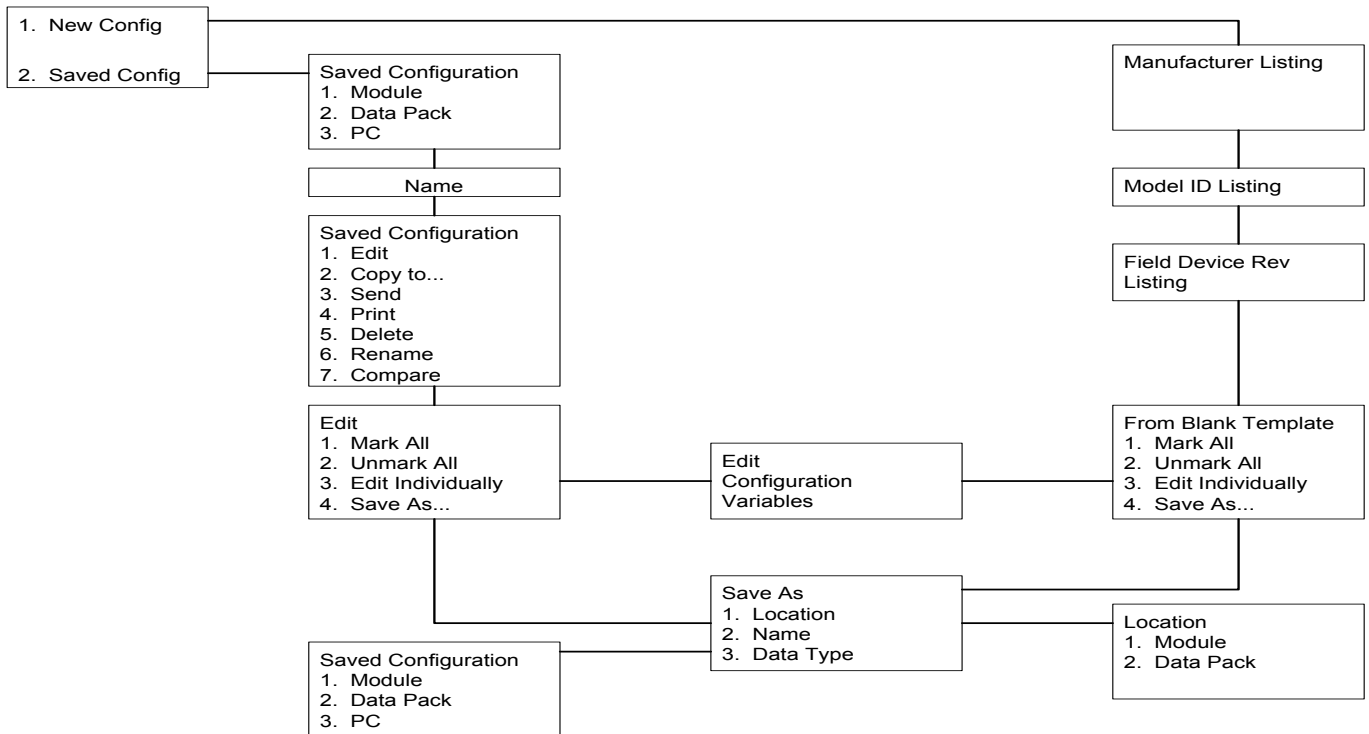 1. New Config
2. Saved Config
Saved Configuration
1. Module
2. Data Pack
3. PC
Name
Saved Configuration
1. Edit
2. Copy to...
3. Send
4. Print
5. Delete
6. Rename
7. Compare
Edit
1. Mark All
2. Unmark All
3. Edit Individually
4. Save As...
Edit
Configuration
Variables
Manufacturer Listing
Model ID Listing
Field Device Rev
Listing
From Blank Template
1. Mark All
2. Unmark All
3. Edit Individually
4. Save As...
Save As
1. Location
2. Name
3. Data Type
Saved Configuration
1. Module
2. Data Pack
3. PC
Location
1. Module
2. Data Pack